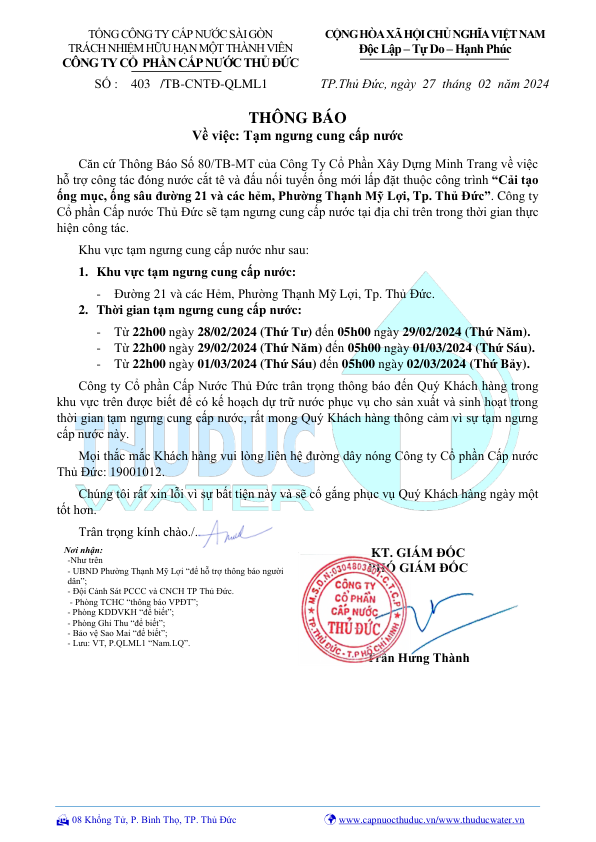 TỔNG CÔNG TY CẤP NƯỚC SÀI GÒN
TRÁCH NHIỆM HỮU HẠN MỘT THÀNH VIÊN
CÔNG TY CỔ PHẦN CẤP NƯỚC THỦ ĐỨC
SỐ : 403 /TB-CNTĐ-QLML1
CỘNG HÒA XÃ HỘI CHỦ NGHĨA VIỆT NAM
Độc Lập – Tự Do – Hạnh Phúc
TP.Thủ Đức, ngày 27 tháng 02 năm 2024
THÔNG BÁO
Về việc: Tạm ngưng cung cấp nước
Căn cứ Thông Báo Số 80/TB-MT của Công Ty Cổ Phần Xây Dựng Minh Trang về việc
hỗ trợ công tác đóng nước cắt tê và đấu nối tuyến ống mới lắp đặt thuộc công trình “Cải tạo
ống mục, ống sâu đường 21 và các hẻm, Phường Thạnh Mỹ Lợi, Tp. Thủ Đức”. Công ty
Cổ phần Cấp nước Thủ Đức sẽ tạm ngưng cung cấp nước tại địa chỉ trên trong thời gian thực
hiện công tác.
Khu vực tạm ngưng cung cấp nước như sau:
1. Khu vực tạm ngưng cung cấp nước:
- Đường 21 và các Hẻm, Phường Thạnh Mỹ Lợi, Tp. Thủ Đức.
2. Thời gian tạm ngưng cung cấp nước:
- Từ 22h00 ngày 28/02/2024 (Thứ Tư) đến 05h00 ngày 29/02/2024 (Thứ Năm).
- Từ 22h00 ngày 29/02/2024 (Thứ Năm) đến 05h00 ngày 01/03/2024 (Thứ Sáu).
- Từ 22h00 ngày 01/03/2024 (Thứ Sáu) đến 05h00 ngày 02/03/2024 (Thứ Bảy).
Công ty Cổ phần Cấp Nước Thủ Đức trân trọng thông báo đến Quý Khách hàng trong
khu vực trên được biết để có kế hoạch dự trữ nước phục vụ cho sản xuất và sinh hoạt trong
thời gian tạm ngưng cung cấp nước, rất mong Quý Khách hàng thông cảm vì sự tạm ngưng
cấp nước này.
Mọi thắc mắc Khách hàng vui lòng liên hệ đường dây nóng Công ty Cổ phần Cấp nước
Thủ Đức: 19001012.
Chúng tôi rất xin lỗi vì sự bất tiện này và sẽ cố gắng phục vụ Quý Khách hàng ngày một
tốt hơn.
Trân trọng kính chào./.
THUDUC
WATER
Nơi nhận:
-Như trên
- UBND Phường Thạnh Mỹ Lợi “để hỗ trợ thông báo người
dân”;
- Đội Cảnh Sát PCCC và CNCH TP Thủ Đức.
- Phòng TCHC “thông báo VPĐT”;
- Phòng KDDVKH “để biết”;
- Phòng Ghi Thu “để biết”;
- Bảo vệ Sao Mai “để biết”;
- Lưu: VT, P.QLML1 “Nam.LQ”.
KT. GIÁM ĐỐC
PHÓ GIÁM ĐỐC
CÔNG TY
CỔ PHẦN
CẤP NƯỚC
THỦ ĐỨC
TP.THỦ ĐỨC - T.P HỒ CHÍ MINH
Trần Hưng Thành
08 Khổng Tử, P. Bình Thọ, TP. Thủ Đức
www.capnuocthuduc.vn/www.thuducwater.vn